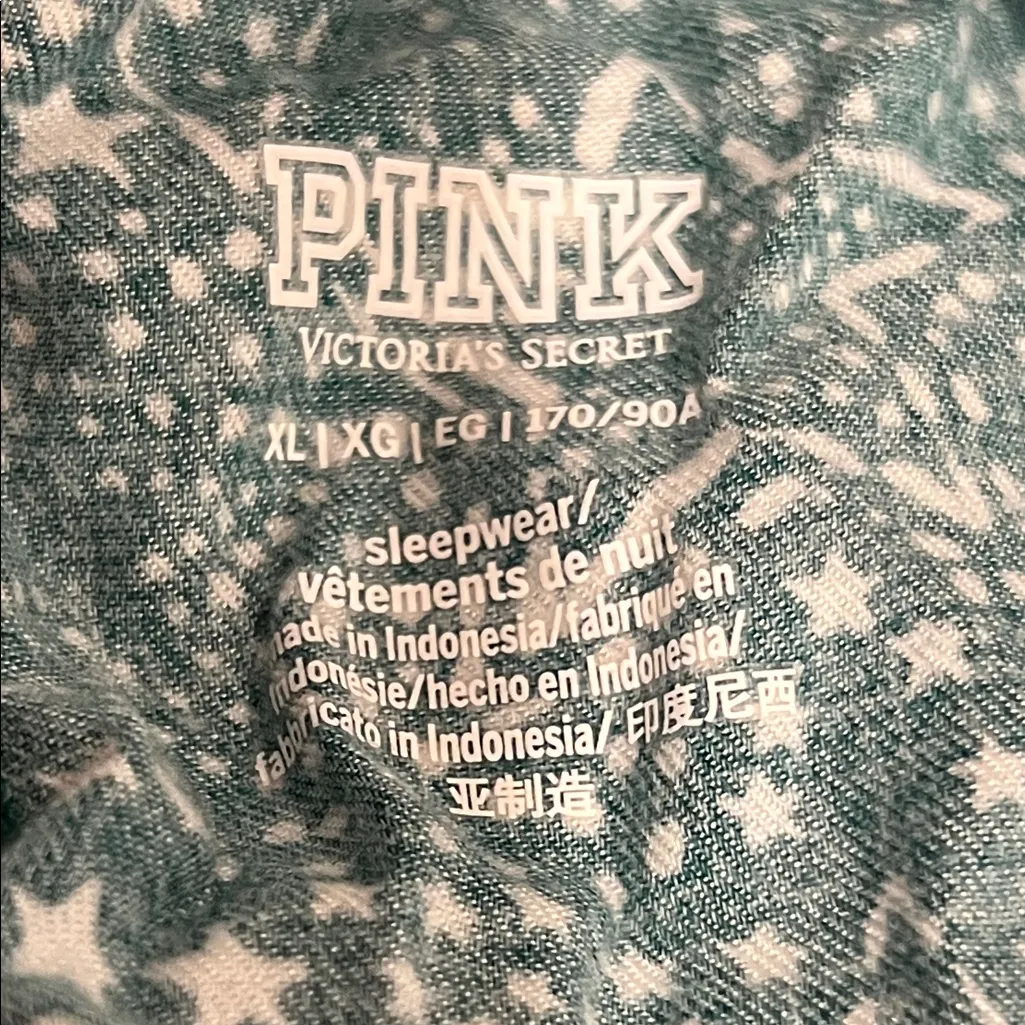 PINK
VICTORIA'S SECRET
XL | XG | EG | 170/90A
sleepwear/
vêtements de nuit
made in Indonesia/fabriqué en
Indonésie/hecho en Indonesia/
fabbricato in Indonesia/ 印度尼西
亚制造